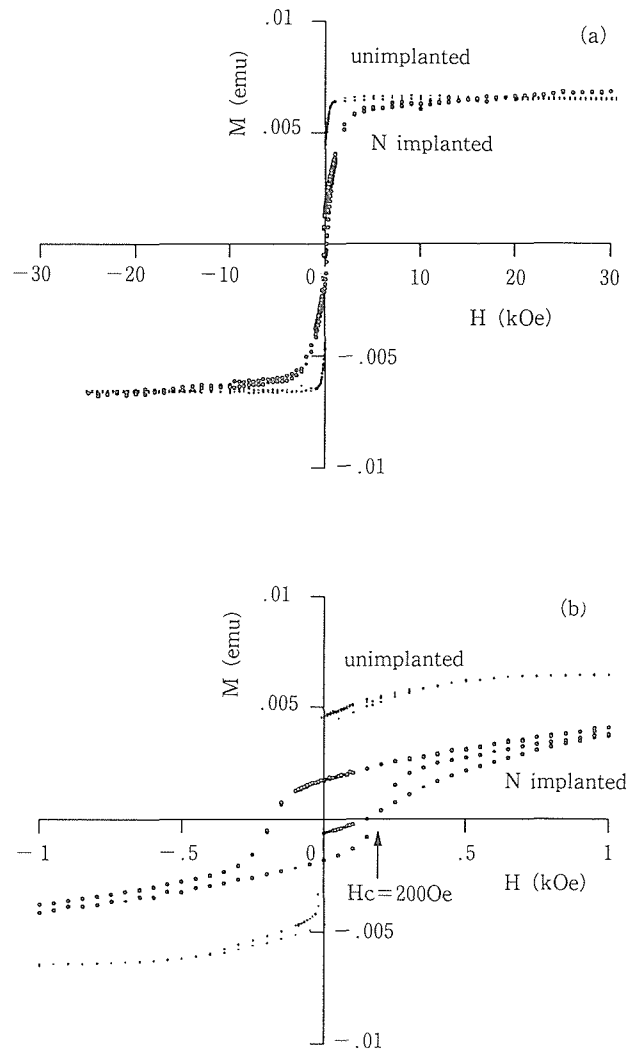 .01
(a)
unimplanted
M (emu)
.005
N implanted
−30
−20
−10
0
10
20
30
H (kOe)
−.005
−.01
.01
(b)
M (emu)
unimplanted
.005
N implanted
−1
−.5
0
.5
1
Hc=200Oe
H (kOe)
−.005
−.01